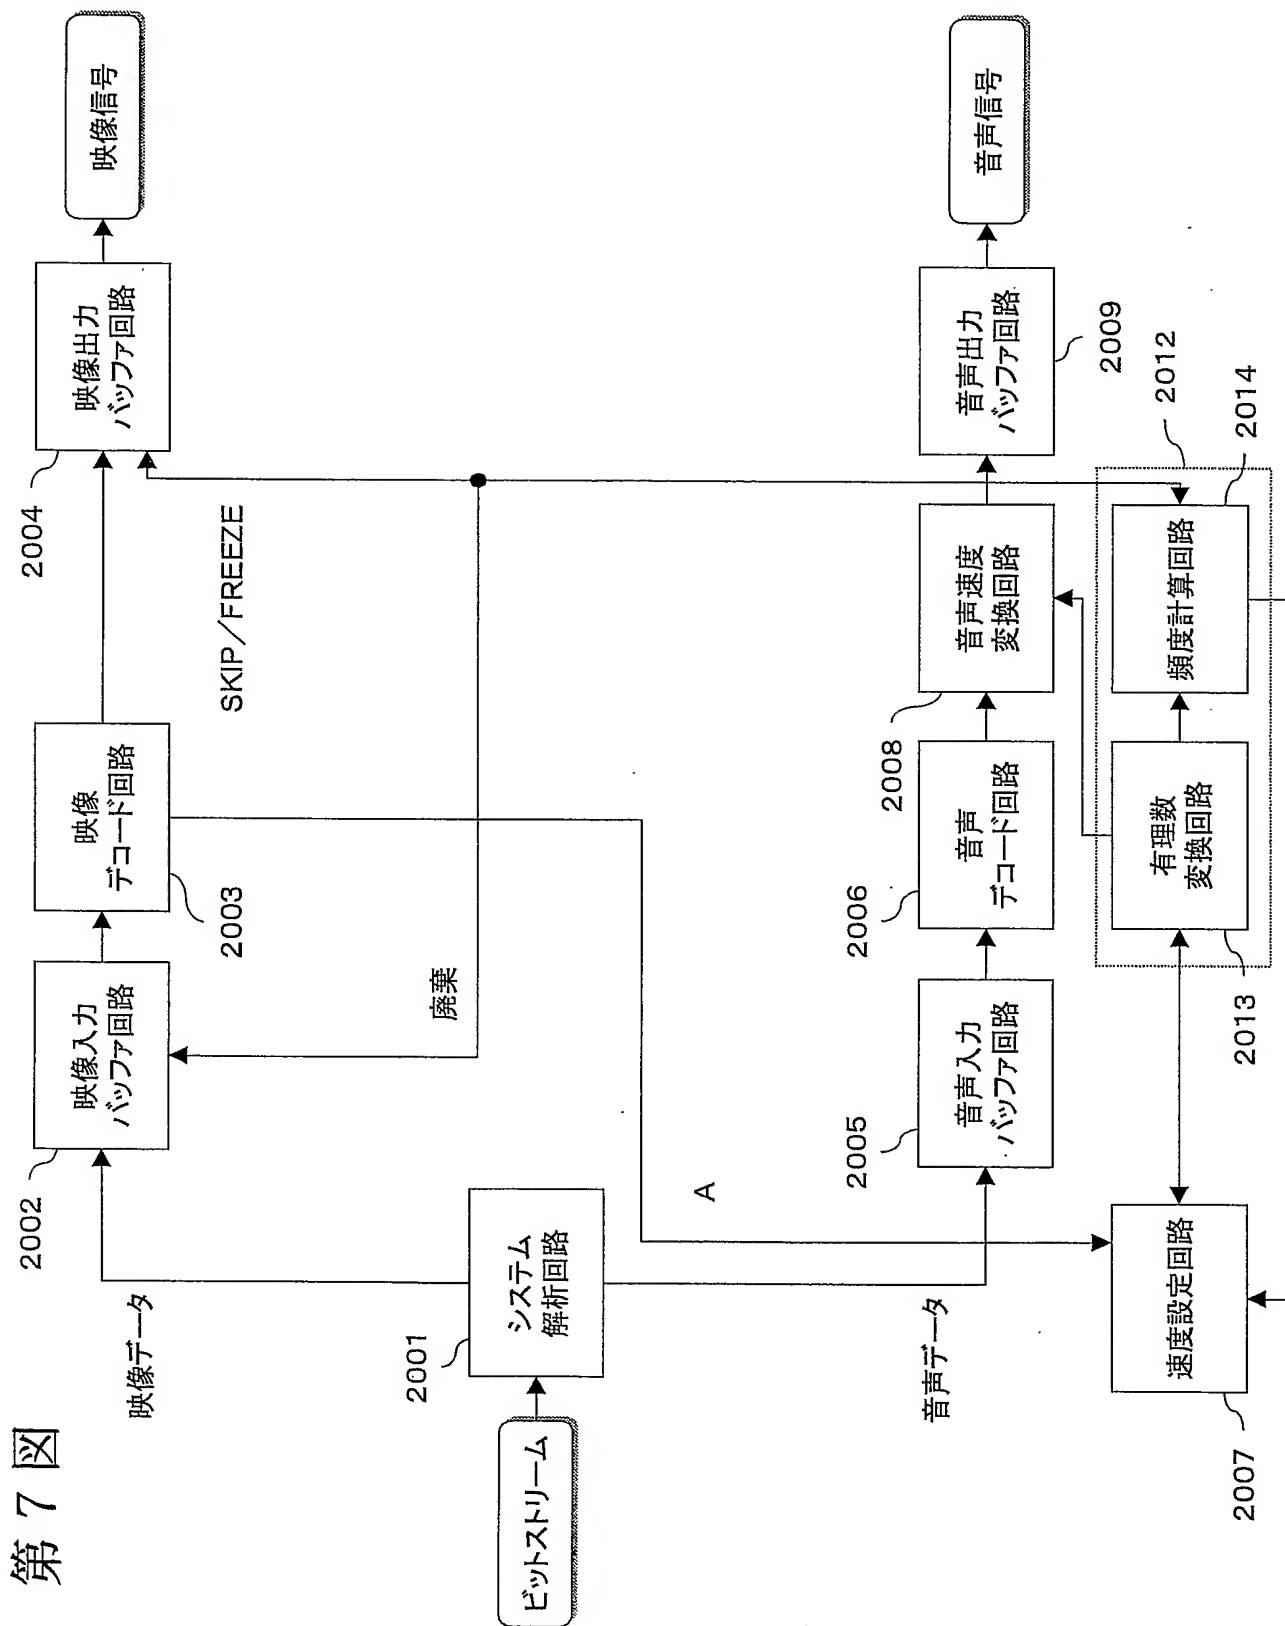 第 7 図
ビットストリーム
2001
システム
解析回路
映像データ
2002
映像入力
バッファ回路
2003
映像
デコード回路
2004
映像出力
バッファ回路
映像信号
SKIP/FREEZE
廃棄
A
音声データ
2005
音声入力
バッファ回路
2006
音声
デコード回路
2008
音声速度
変換回路
2009
音声出力
バッファ回路
音声信号
2007
速度設定回路
2012
2013
有理数
変換回路
2014
頻度計算回路